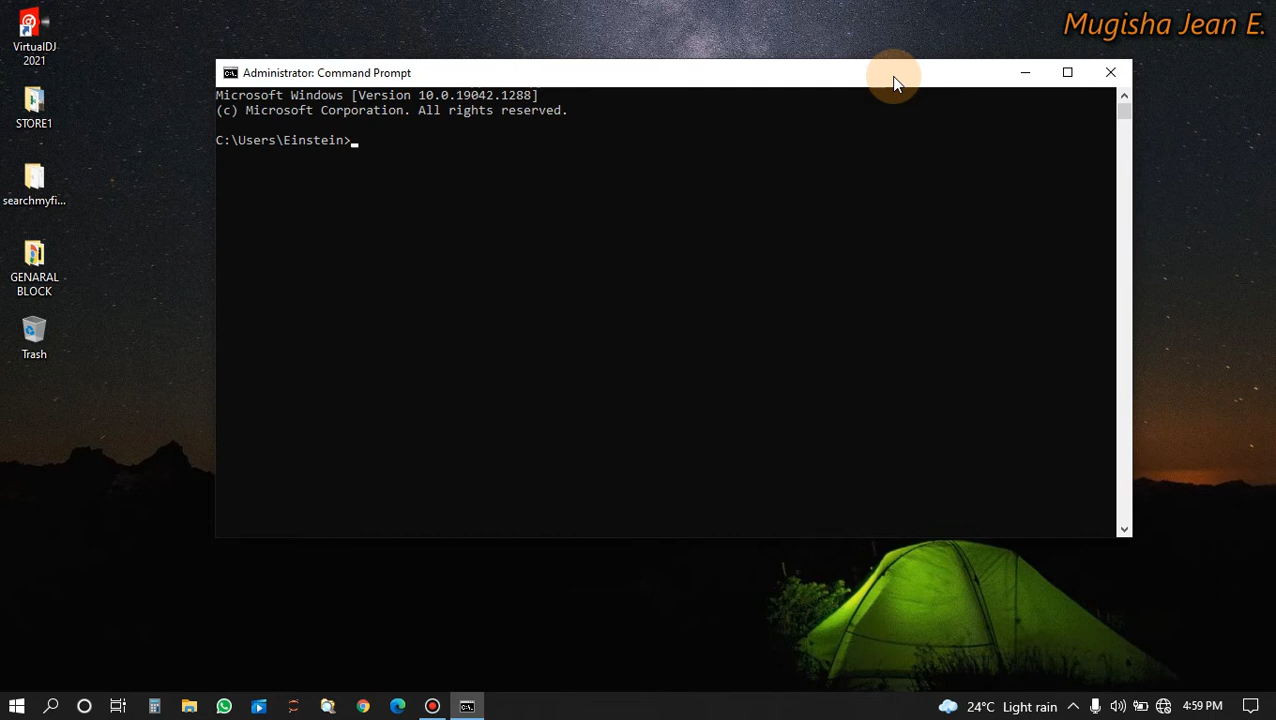 Mugisha Jean E.
VirtualDJ
2021
STORE1
searchmyfi...
GENARAL
BLOCK
Trash
Administrator: Command Prompt
Microsoft Windows [Version 10.0.19042.1288]
(c) Microsoft Corporation. All rights reserved.
C:\Users\Einstein>
24°C Light rain
4:59 PM